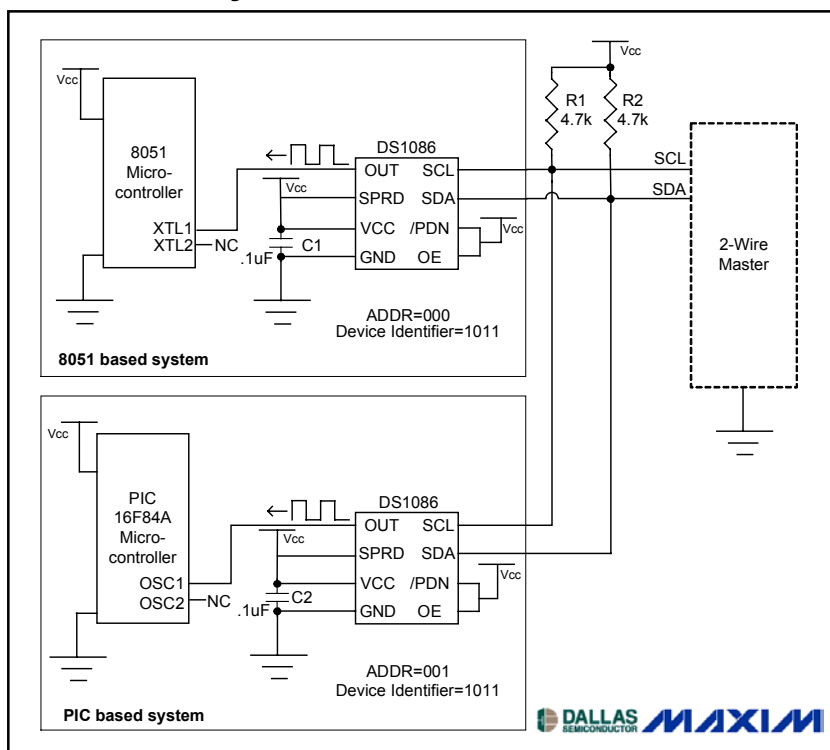 Vcc
8051
Micro-
controller
XTL1
XTL2
NC
DS1086
OUT
SCL
SPRD
SDA
VCC
/PDN
GND
OE
Vcc
C1
.1uF
Vcc
ADDR=000
Device Identifier=1011
8051 based system
Vcc
R1
4.7k
R2
4.7k
SCL
SDA
2-Wire
Master
Vcc
PIC
16F84A
Micro-
controller
OSC1
OSC2
NC
DS1086
OUT
SCL
SPRD
SDA
VCC
/PDN
GND
OE
Vcc
C2
.1uF
Vcc
ADDR=001
Device Identifier=1011
PIC based system
DALLAS
SEMICONDUCTOR
MAXIM